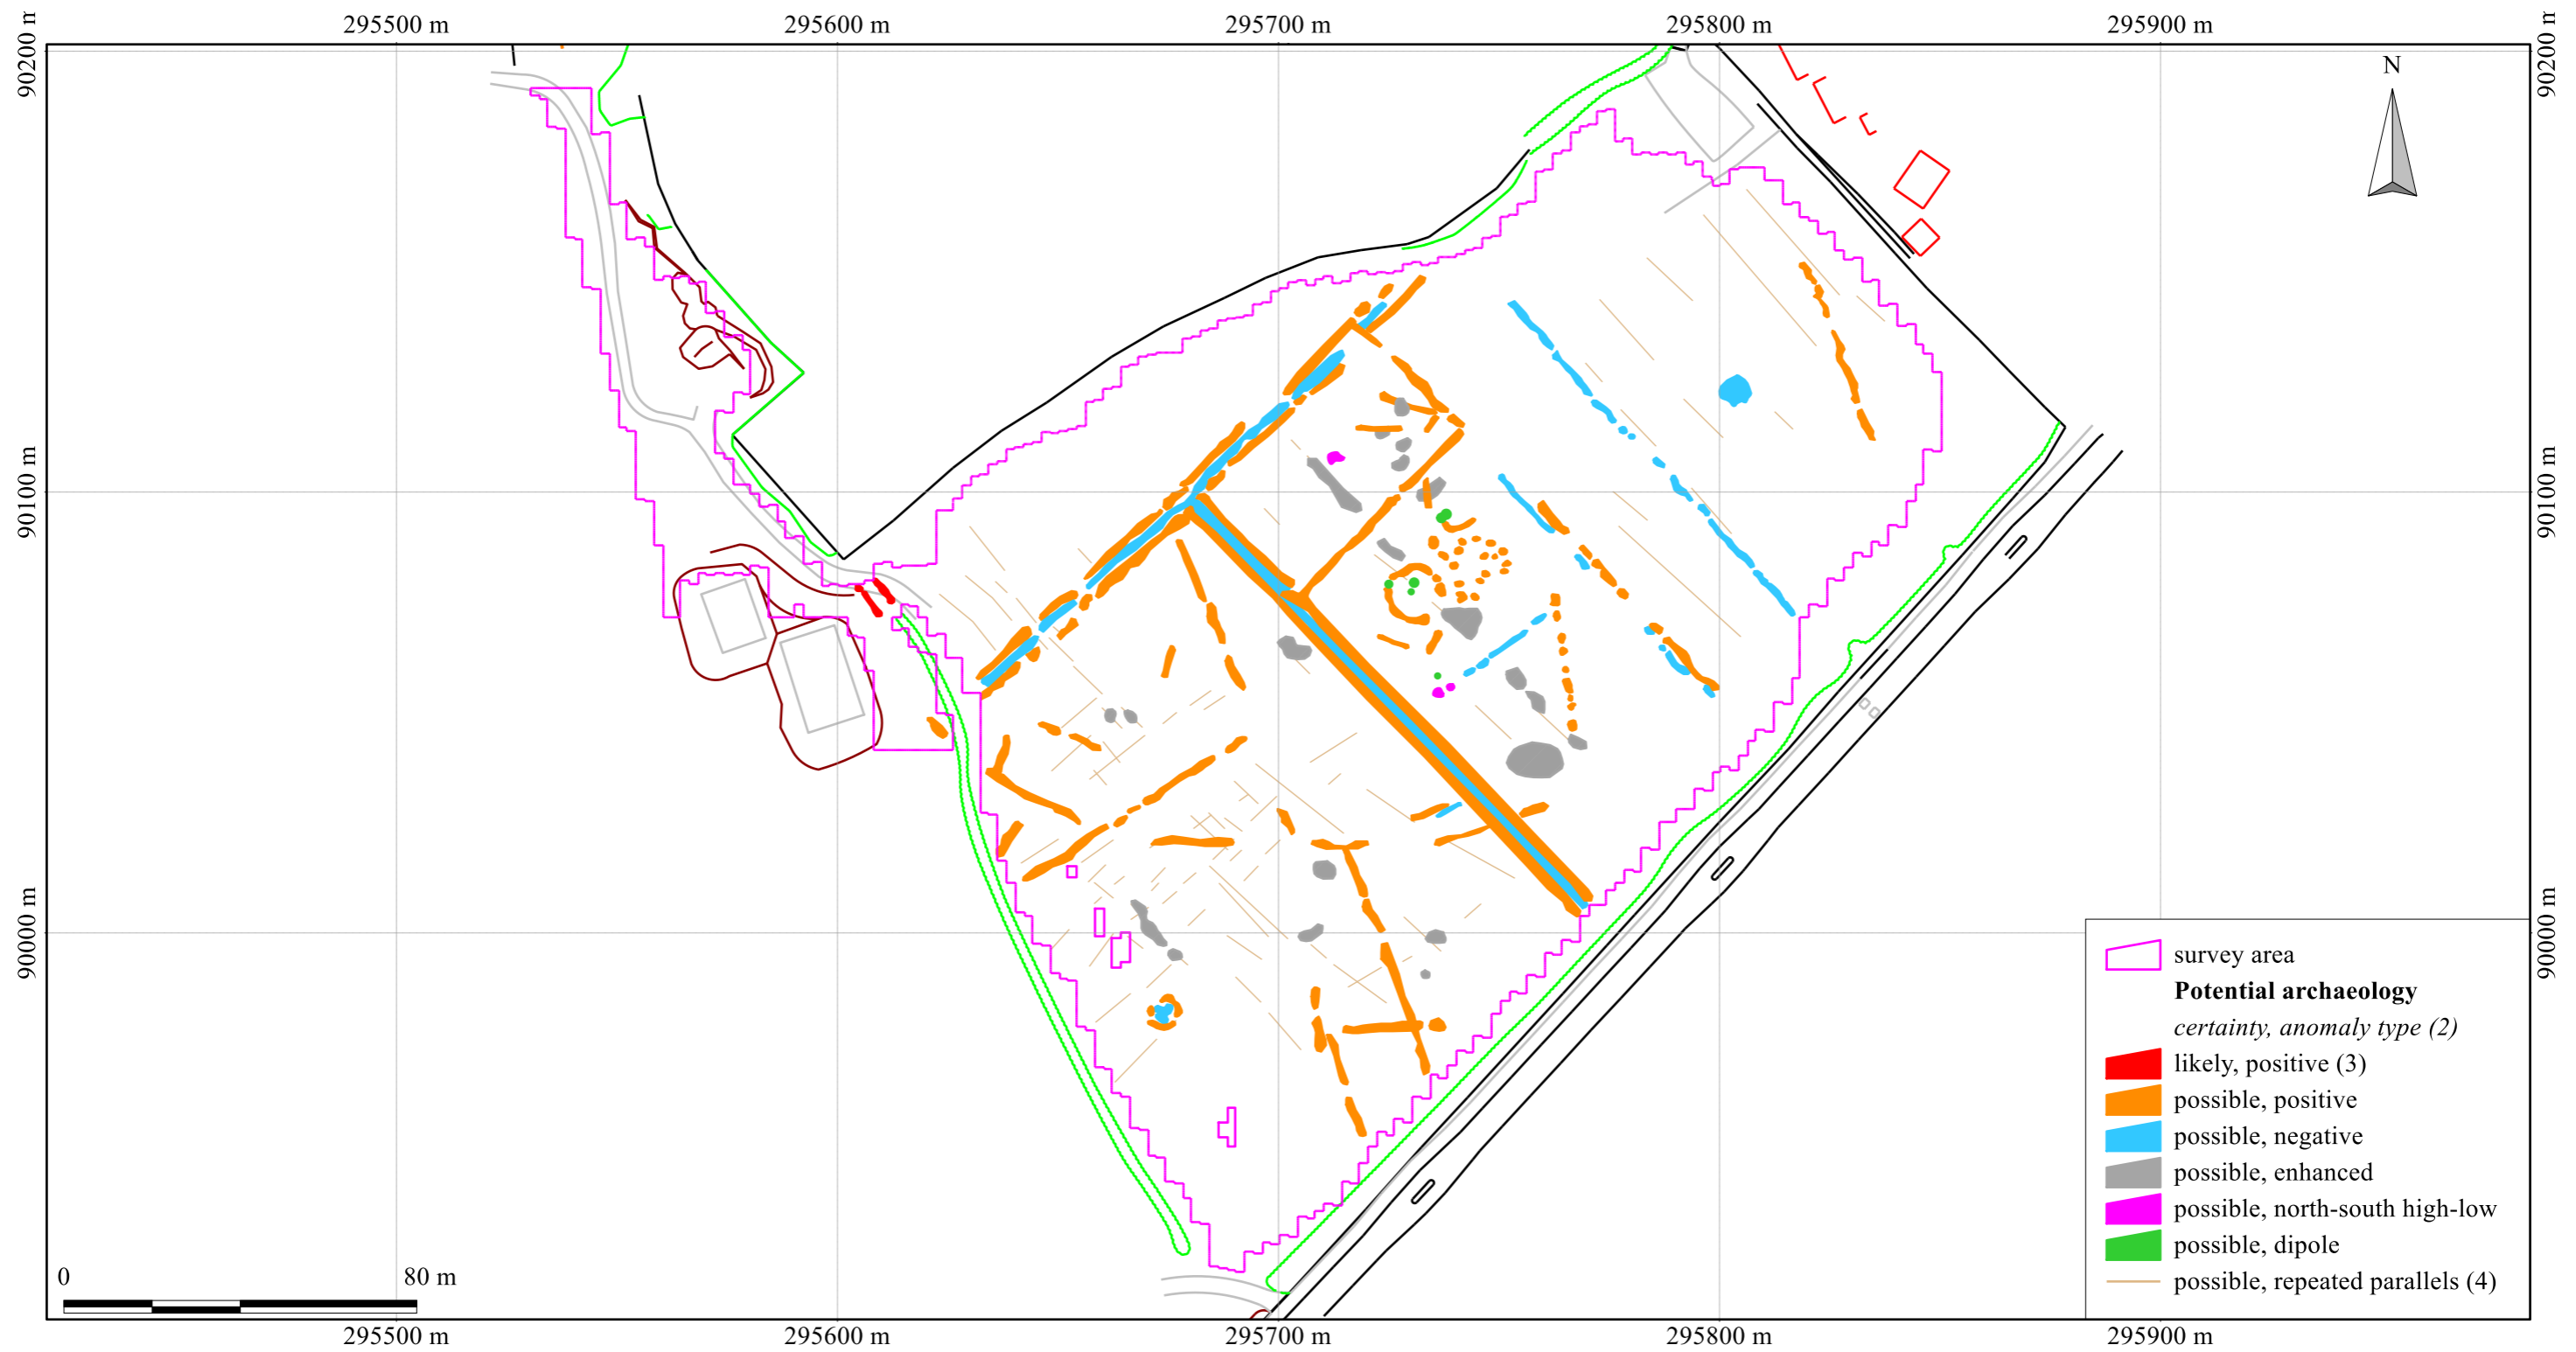 295500 m
295600 m
295700 m
295800 m
295900 m
90200 m
90200 m
N
90100 m
90100 m
90000 m
90000 m
survey area
Potential archaeology
certainty, anomaly type (2)
likely, positive (3)
possible, positive
possible, negative
possible, enhanced
possible, north-south high-low
possible, dipole
possible, repeated parallels (4)
0
80 m
295500 m
295600 m
295700 m
295800 m
295900 m